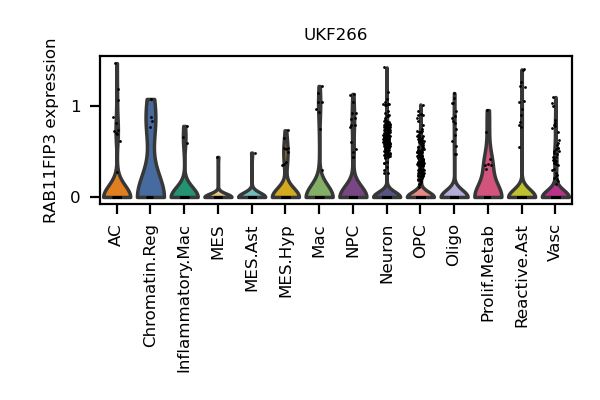 UKF266
RAB11FIP3 expression
1
0
AC
Chromatin.Reg
Inflammatory.Mac
MES
MES.Ast
MES.Hyp
Mac
NPC
Neuron
OPC
Oligo
Prolif.Metab
Reactive.Ast
Vasc